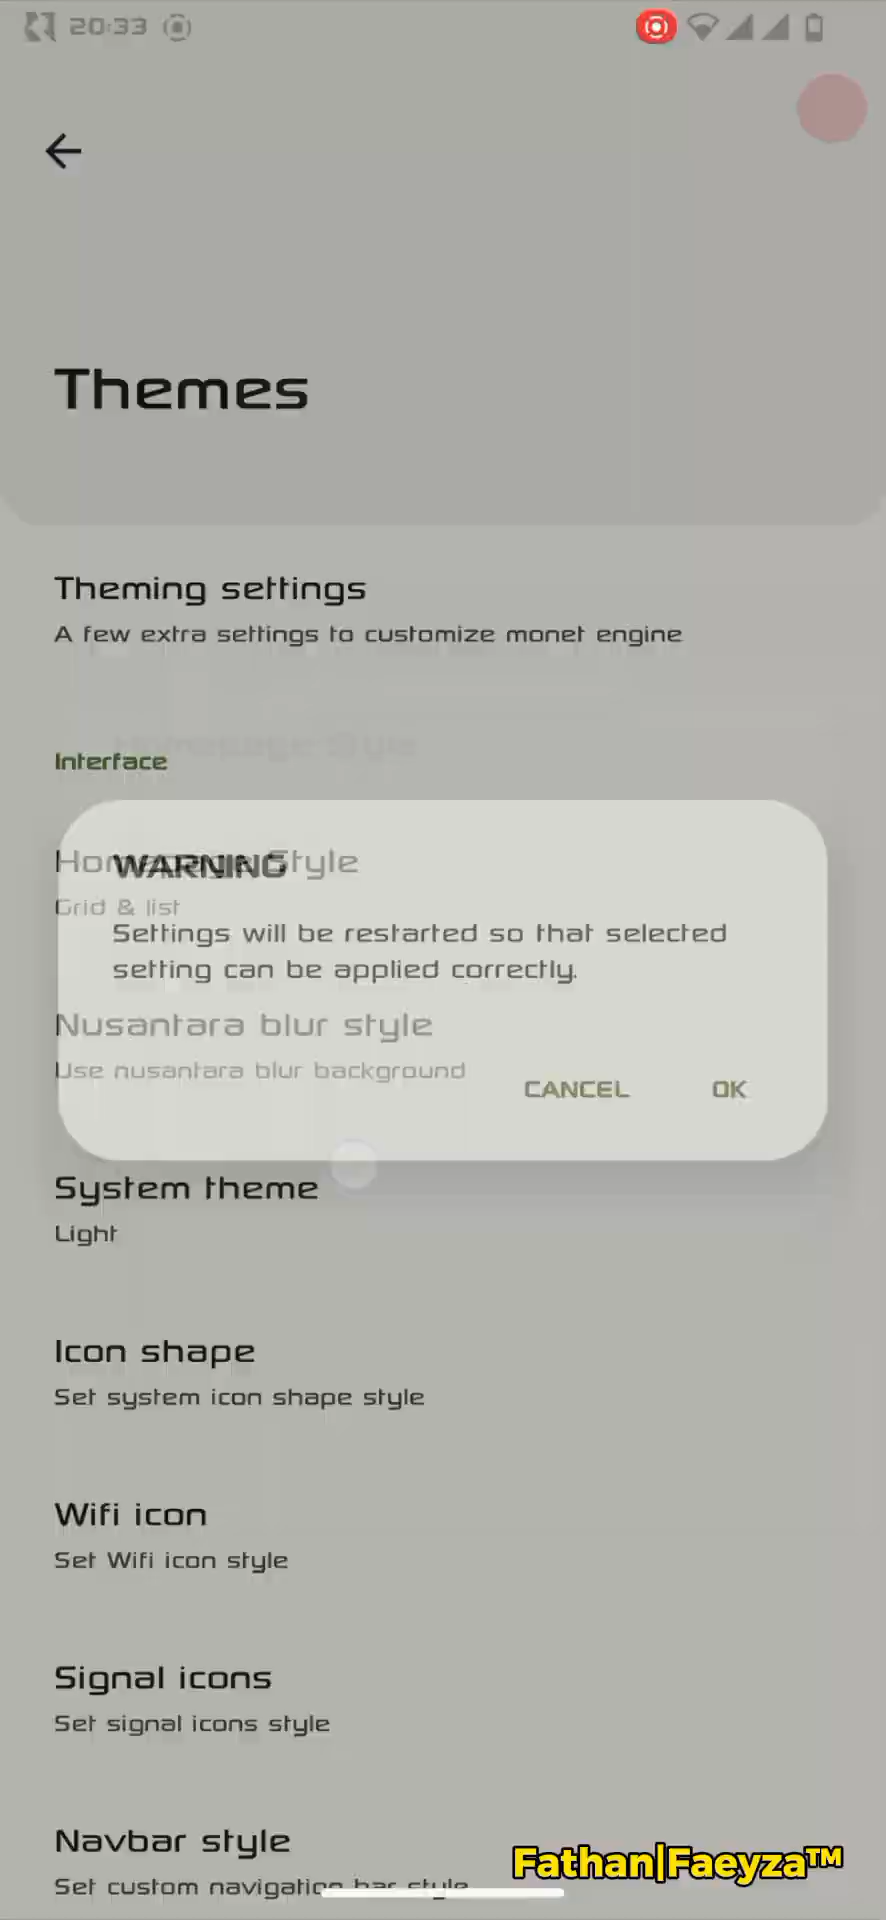 20:33
Themes
Theming settings
A few extra settings to customize monet engine
Homepage Style
Interface
Homepage Style
WARNING
Grid & list
Settings will be restarted so that selected
setting can be applied correctly.
Nusantara blur style
Use nusantara blur background
CANCEL OK
System theme
Light
Icon shape
Set system icon shape style
Wifi icon
Set Wifi icon style
Signal icons
Set signal icons style
Navbar style
Fathan|Faeyza™
Set custom navigation bar style